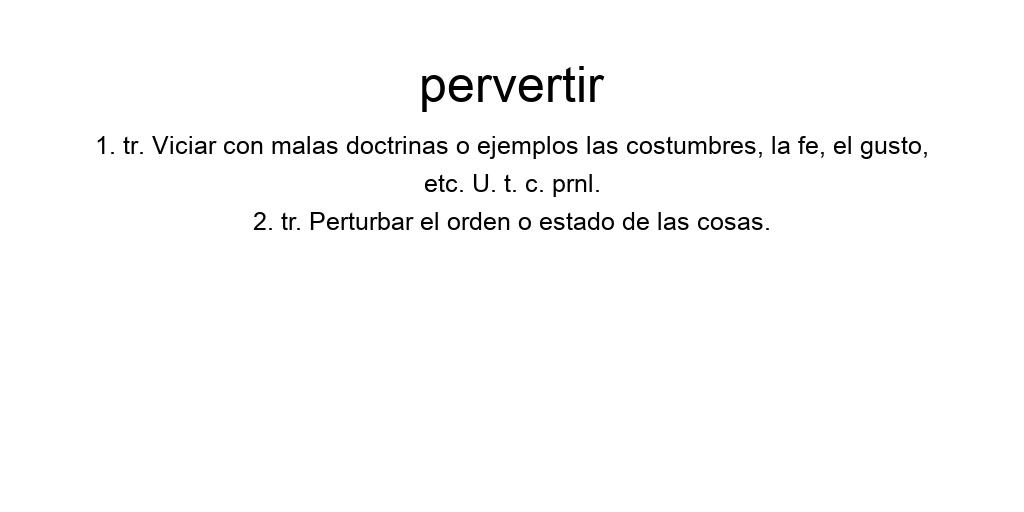 pervertir
1. tr. Viciar con malas doctrinas o ejemplos las costumbres, la fe, el gusto,
etc. U. t. c. prnl.
2. tr. Perturbar el orden o estado de las cosas.